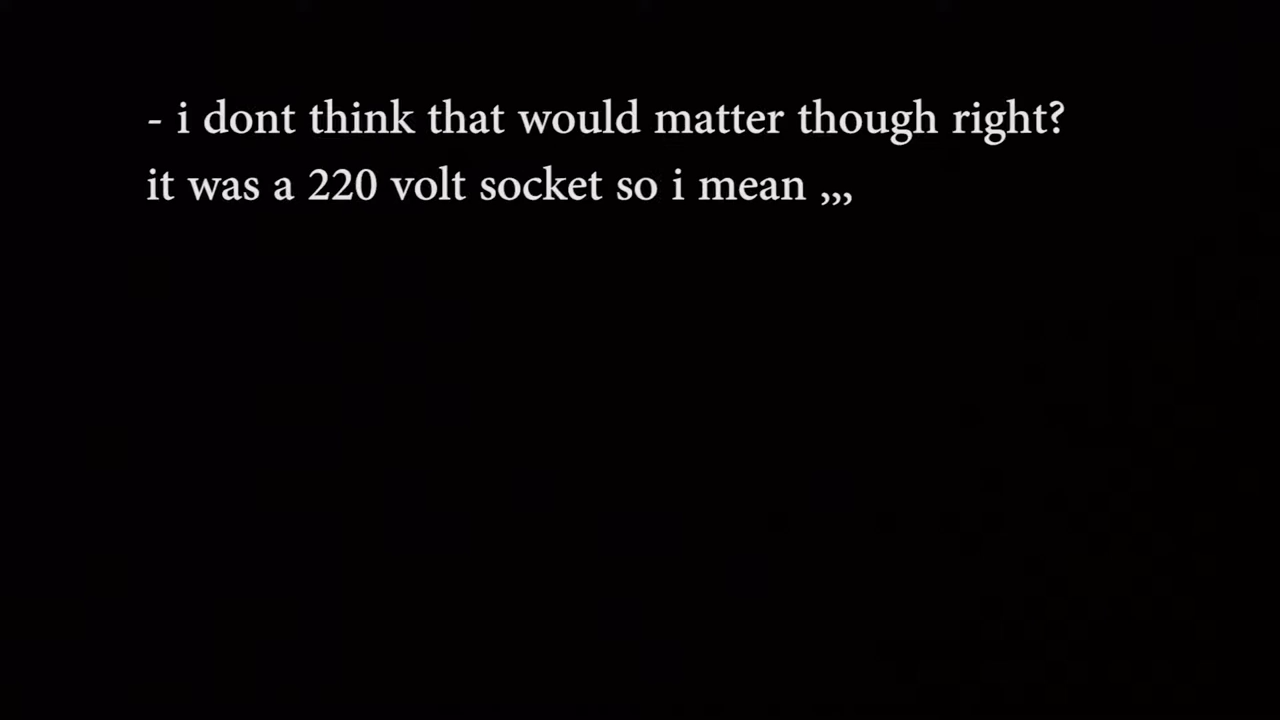 - i dont think that would matter though right?
it was a 220 volt socket so i mean ,,,